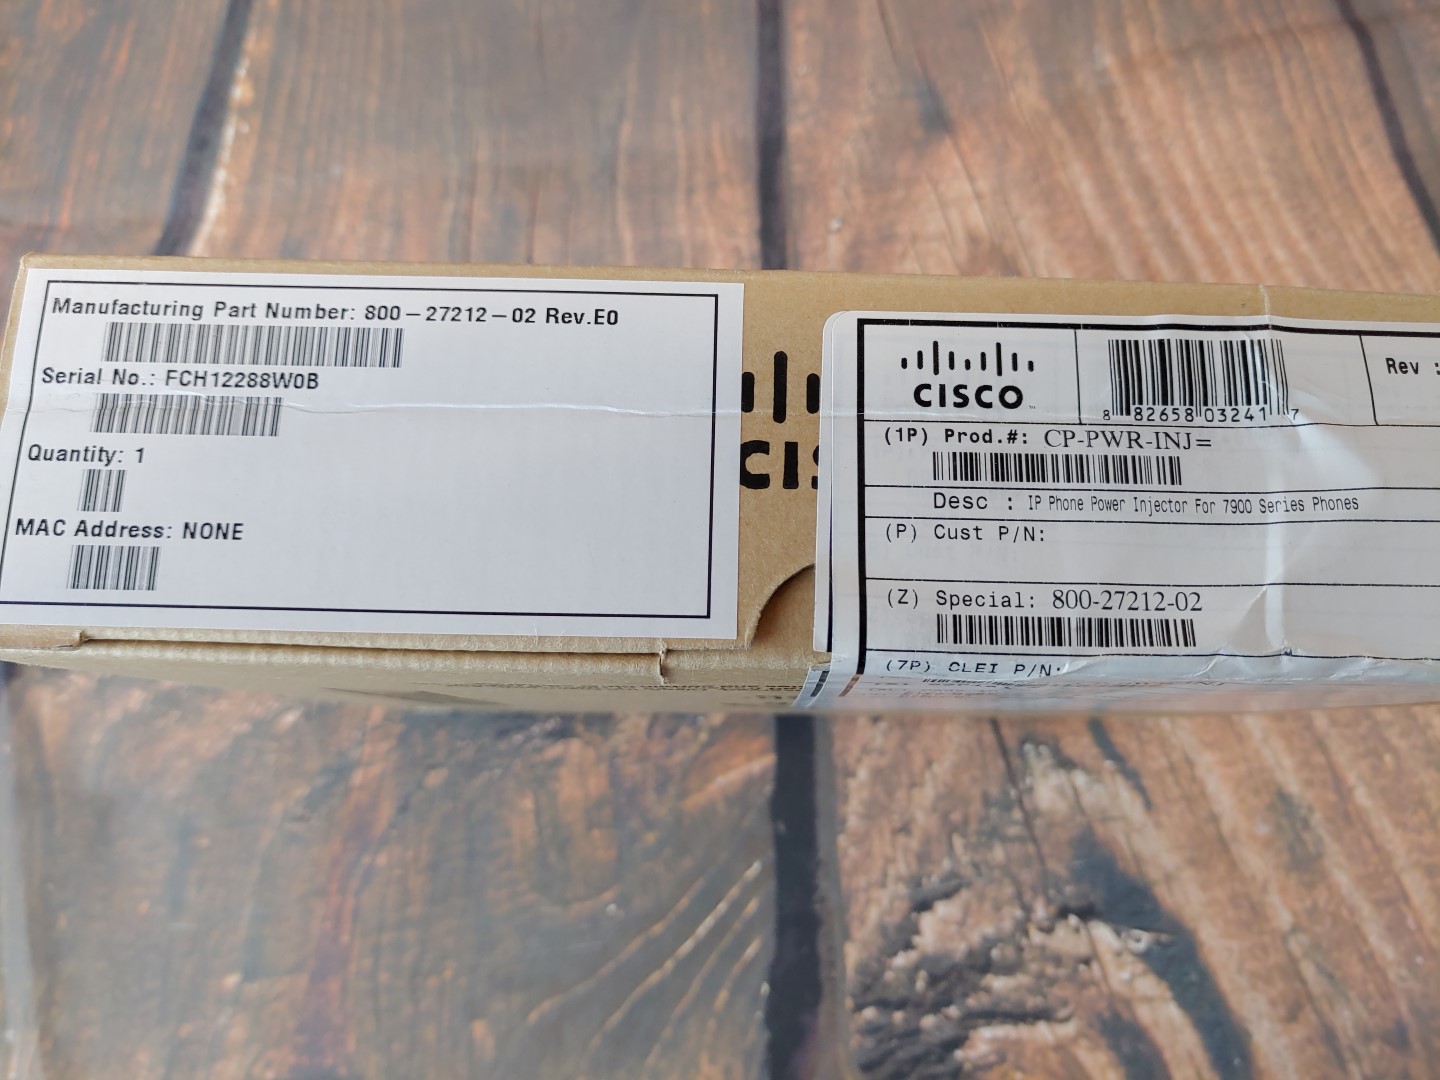 Manufacturing Part Number: 800-27212-02 Rev.E0
Serial No.: FCH12288W0B
Quantity: 1
MAC Address: NONE
CIS
CISCO
8 82658 03241 7
Rev :
(1P) Prod.#: CP-PWR-INJ=
Desc : IP Phone Power Injector For 7900 Series Phones
(P) Cust P/N:
(Z) Special: 800-27212-02
(7P) CLEI P/N: